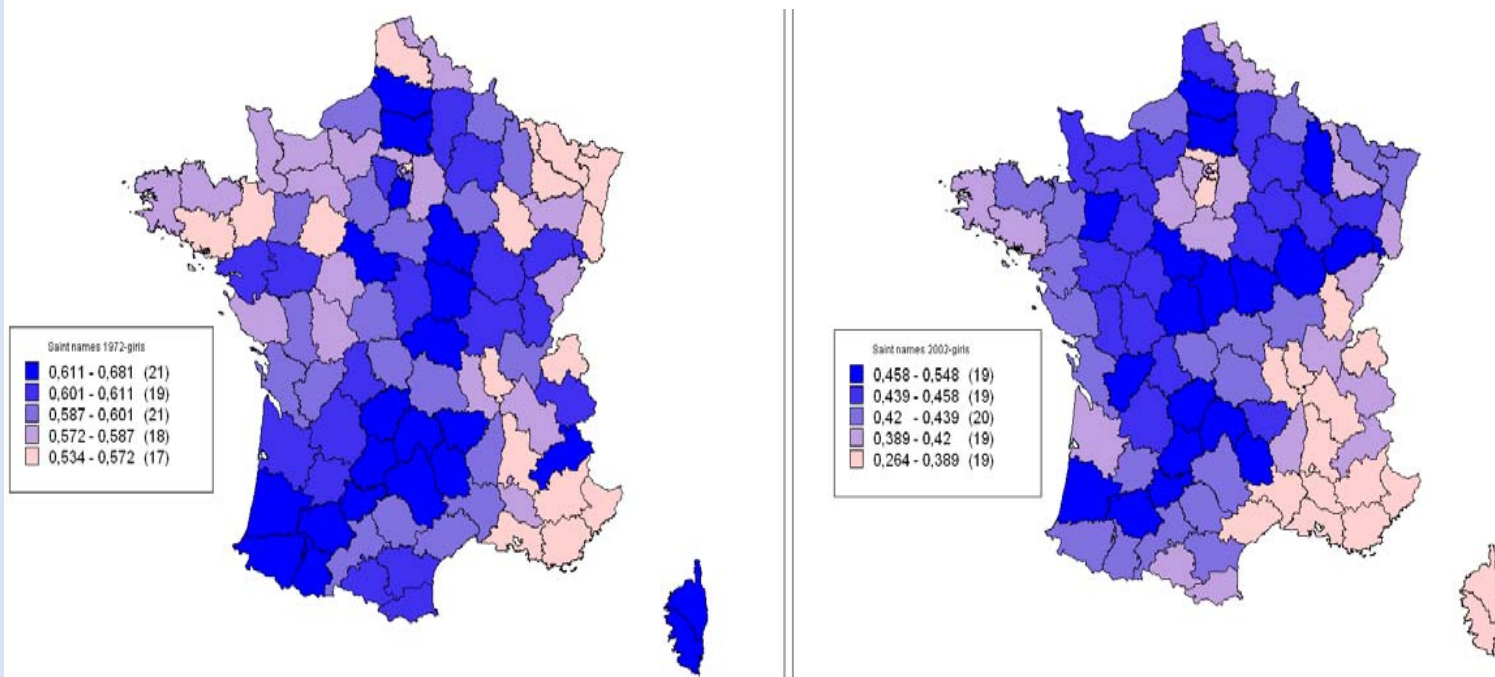 Saint names 1972-girls
0,611 - 0,681 (21)
0,601 - 0,611 (19)
0,587 - 0,601 (21)
0,572 - 0,587 (18)
0,534 - 0,572 (17)
Saint names 2002-girls
0,458 - 0,548 (19)
0,439 - 0,458 (19)
0,42 - 0,439 (20)
0,389 - 0,42 (19)
0,264 - 0,389 (19)